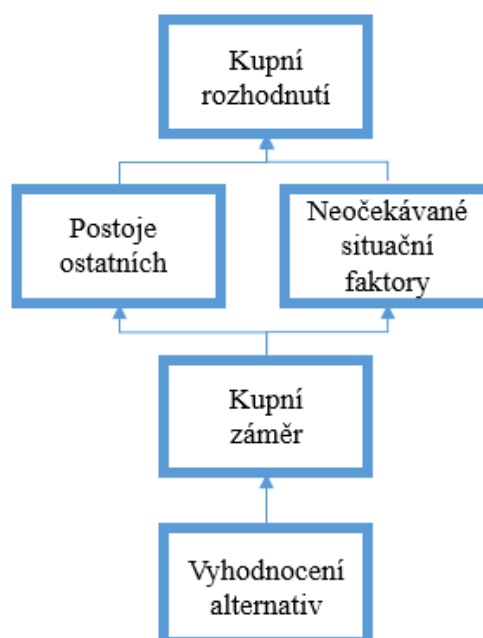 Kupní
rozhodnutí
Postoje
ostatních
Neočekávané
situační
faktory
Kupní
záměr
Vyhodnocení
alternativ